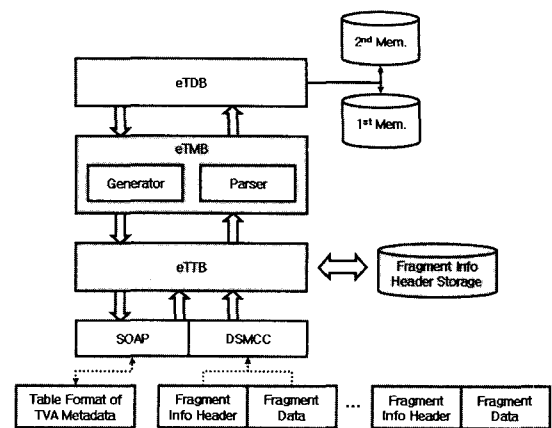 2nd Mem.
eTDB
1st Mem.
eTMB
Generator
Parser
eTTB
Fragment Info
Header Storage
SOAP
DSMCC
Table Format of
TVA Metadata
Fragment
Info Header
Fragment
Data
...
Fragment
Info Header
Fragment
Data